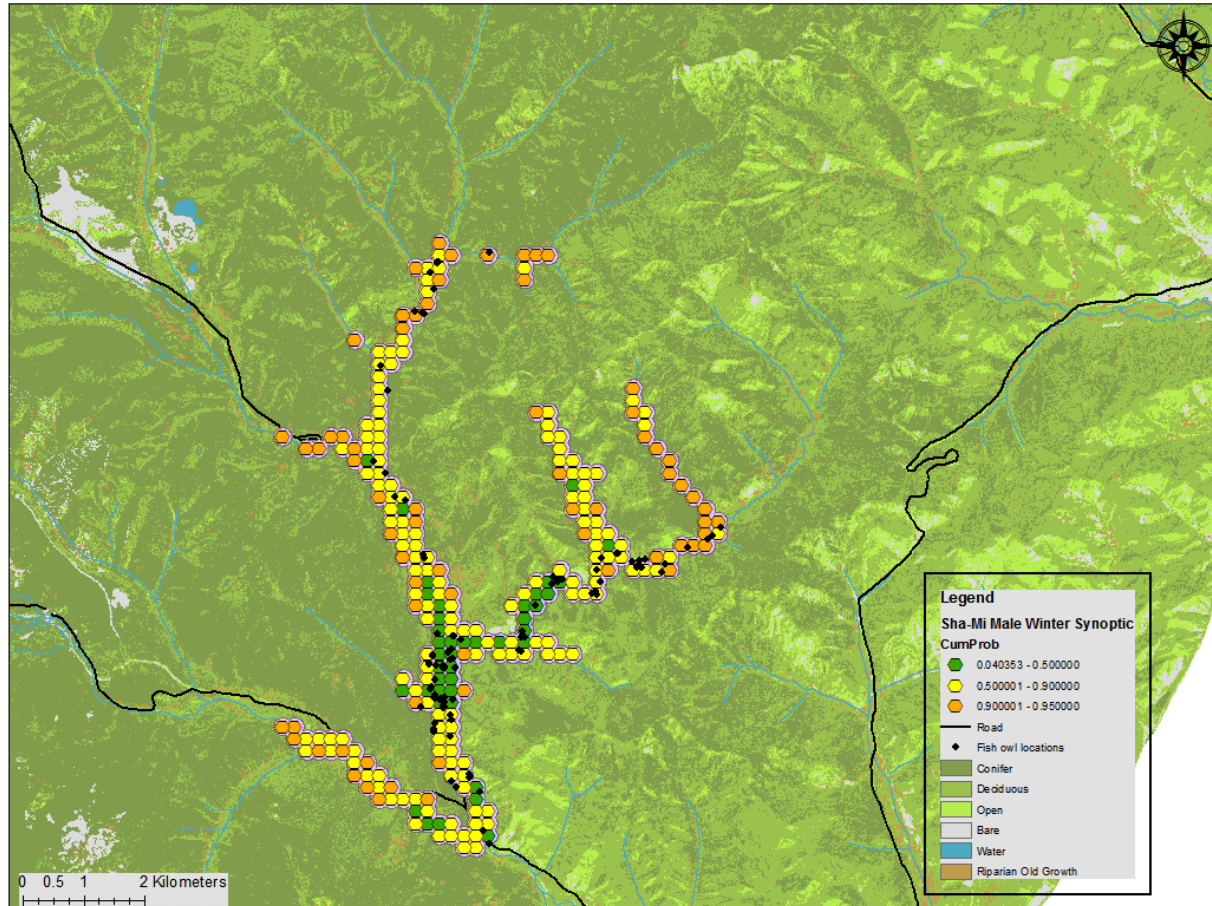 Legend
Sha-Mi Male Winter Synoptic
CumProb
0.040353 - 0.500000
0.500001 - 0.900000
0.900001 - 0.950000
Road
Fish owl locations
Conifer
Deciduous
Open
Bare
Water
Riparian Old Growth
0 0.5 1 2 Kilometers